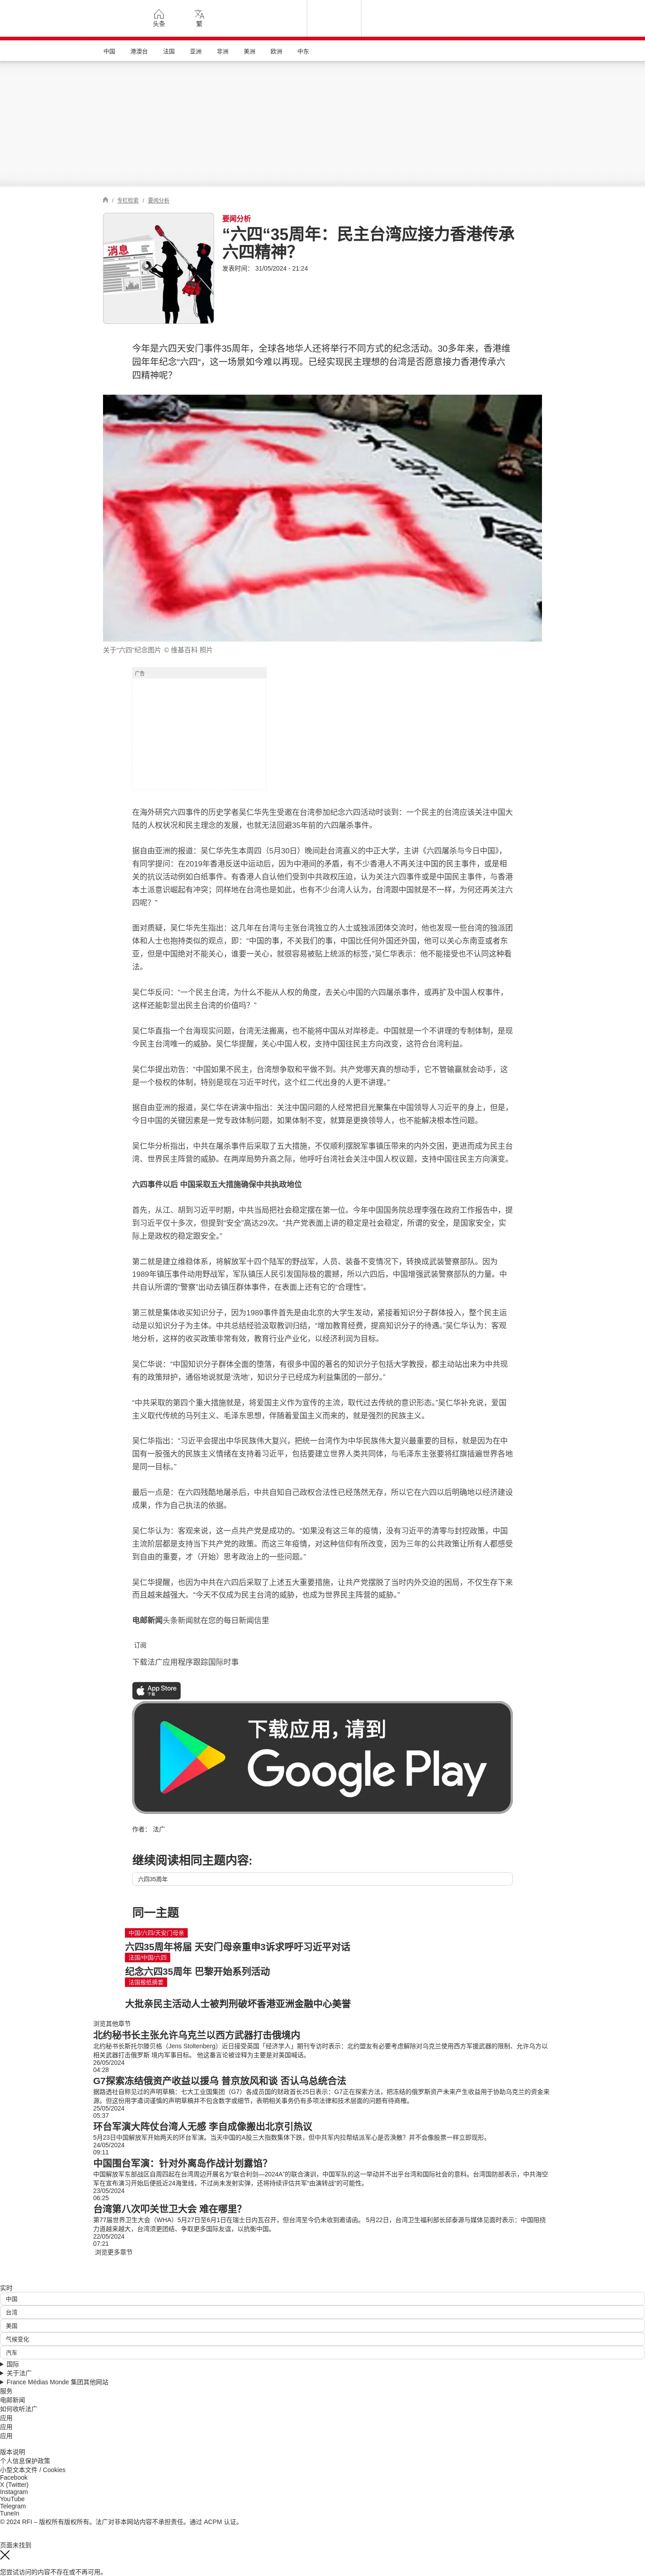 头条
繁
中国 港澳台 法国 亚洲 非洲 美洲 欧洲 中东
/ 专栏检索 / 要闻分析
消息
要闻分析
“六四“35周年：民主台湾应接力香港传承六四精神？
发表时间： 31/05/2024 - 21:24
今年是六四天安门事件35周年，全球各地华人还将举行不同方式的纪念活动。30多年来，香港维园年年纪念“六四“，这一场景如今难以再现。已经实现民主理想的台湾是否愿意接力香港传承六四精神呢？
关于“六四”纪念图片 © 维基百科 照片
广告
在海外研究六四事件的历史学者吴仁华先生受邀在台湾参加纪念六四活动时谈到：一个民主的台湾应该关注中国大陆的人权状况和民主理念的发展，也就无法回避35年前的六四屠杀事件。
据自由亚洲的报道：吴仁华先生本周四（5月30日）晚间赴台湾嘉义的中正大学，主讲《六四屠杀与今日中国》，有同学提问：在2019年香港反送中运动后，因为中港间的矛盾，有不少香港人不再关注中国的民主事件，或是相关的抗议活动例如白纸事件。有香港人自认他们受到中共政权压迫，认为关注六四事件或是中国民主事件，与香港本土派意识崛起有冲突；同样地在台湾也是如此，也有不少台湾人认为，台湾跟中国就是不一样，为何还再关注六四呢？“
面对质疑，吴仁华先生指出：这几年在台湾与主张台湾独立的人士或独派团体交流时，他也发现一些台湾的独派团体和人士也抱持类似的观点，即：“中国的事，不关我们的事，中国比任何外国还外国，他可以关心东南亚或者东亚，但是中国绝对不能关心，谁要一关心，就很容易被贴上统派的标签，”吴仁华表示：他不能接受也不认同这种看法。
吴仁华反问：“一个民主台湾，为什么不能从人权的角度，去关心中国的六四屠杀事件，或再扩及中国人权事件，这样还能彰显出民主台湾的价值吗？“
吴仁华直指一个台海现实问题，台湾无法搬离，也不能将中国从对岸移走。中国就是一个不讲理的专制体制，是现今民主台湾唯一的威胁。吴仁华提醒，关心中国人权，支持中国往民主方向改变，这符合台湾利益。
吴仁华提出劝告：“中国如果不民主，台湾想争取和平做不到。共产党哪天真的想动手，它不管输赢就会动手，这是一个极权的体制，特别是现在习近平时代，这个红二代出身的人更不讲理。”
据自由亚洲的报道，吴仁华在讲演中指出：关注中国问题的人经常把目光聚集在中国领导人习近平的身上，但是，今日中国的关键因素是一党专政体制问题，如果体制不变，就算是更换领导人，也不能解决根本性问题。
吴仁华分析指出，中共在屠杀事件后采取了五大措施，不仅顺利摆脱军事镇压带来的内外交困，更进而成为民主台湾、世界民主阵营的威胁。在两岸局势升高之际，他呼吁台湾社会关注中国人权议题，支持中国往民主方向演变。
六四事件以后 中国采取五大措施确保中共执政地位
首先，从江、胡到习近平时期，中共当局把社会稳定摆在第一位。今年中国国务院总理李强在政府工作报告中，提到习近平仅十多次，但提到“安全”高达29次。“共产党表面上讲的稳定是社会稳定，所谓的安全，是国家安全，实际上是政权的稳定跟安全。”
第二就是建立维稳体系，将解放军十四个陆军的野战军，人员、装备不变情况下，转换成武装警察部队。因为1989年镇压事件动用野战军，军队镇压人民引发国际极的震撼，所以六四后，中国增强武装警察部队的力量。中共自认所谓的“警察”出动去镇压群体事件，在表面上还有它的“合理性”。
第三就是集体收买知识分子，因为1989事件首先是由北京的大学生发动，紧接着知识分子群体投入，整个民主运动是以知识分子为主体。中共总结经验汲取教训归结，“增加教育经费，提高知识分子的待遇。”吴仁华认为：客观地分析，这样的收买政策非常有效，教育行业产业化，以经济利润为目标。
吴仁华说：“中国知识分子群体全面的堕落，有很多中国的著名的知识分子包括大学教授，都主动站出来为中共现有的政策辩护，通俗地说就是‘洗地’，知识分子已经成为利益集团的一部分。”
“中共采取的第四个重大措施就是，将爱国主义作为宣传的主流，取代过去传统的意识形态。”吴仁华补充说，爱国主义取代传统的马列主义、毛泽东思想，伴随着爱国主义而来的，就是强烈的民族主义。
吴仁华指出：“习近平会提出中华民族伟大复兴，把统一台湾作为中华民族伟大复兴最重要的目标，就是因为在中国有一股强大的民族主义情绪在支持着习近平，包括要建立世界人类共同体，与毛泽东主张要将红旗插遍世界各地是同一目标。”
最后一点是：在六四残酷地屠杀后，中共自知自己政权合法性已经荡然无存，所以它在六四以后明确地以经济建设成果，作为自己执法的依据。
吴仁华认为：客观来说，这一点共产党是成功的。“如果没有这三年的疫情，没有习近平的清零与封控政策，中国主流阶层都是支持当下共产党的政策。而这三年疫情，对这种信仰有所改变，因为三年的公共政策让所有人都感受到自由的重要，才（开始）思考政治上的一些问题。”
吴仁华提醒，也因为中共在六四后采取了上述五大重要措施，让共产党摆脱了当时内外交迫的困局，不仅生存下来而且越来越强大。“今天不仅成为民主台湾的威胁，也成为世界民主阵营的威胁。”
电邮新闻头条新闻就在您的每日新闻信里
订阅
下载法广应用程序跟踪国际时事
App Store
下载
下载应用，请到
Google Play
作者： 法广
继续阅读相同主题内容:
六四35周年
同一主题
中国/六四/天安门母亲
六四35周年将届 天安门母亲重申3诉求呼吁习近平对话
法国/中国/六四
纪念六四35周年 巴黎开始系列活动
法国报纸摘要
大批亲民主活动人士被判刑破坏香港亚洲金融中心美誉
浏览其他章节
北约秘书长主张允许乌克兰以西方武器打击俄境内
北约秘书长斯托尔滕贝格（Jens Stoltenberg）近日接受英国「经济学人」期刊专访时表示：北约盟友有必要考虑解除对乌克兰使用西方军援武器的限制、允许乌方以相关武器打击俄罗斯 境内军事目标。 他这番言论被诠释为主要是对美国喊话。
26/05/2024
04:28
G7探索冻结俄资产收益以援乌 普京放风和谈 否认乌总统合法
据路透社自称见过的声明草稿：七大工业国集团（G7）各成员国的财政首长25日表示：G7正在探索方法，把冻结的俄罗斯资产未来产生收益用于协助乌克兰的资金来源。但这份用字遣词谨慎的声明草稿并不包含数字或细节，表明相关事务仍有多项法律和技术层面的问题有待商榷。
25/05/2024
05:37
环台军演大阵仗台湾人无感 李自成像搬出北京引热议
5月23日中国解放军开始两天的环台军演。当天中国的A股三大指数集体下跌，但中共军内拉帮结派军心是否涣散？并不会像股票一样立即现形。
24/05/2024
09:11
中国围台军演：针对外离岛作战计划露馅？
中国解放军东部战区自周四起在台湾周边开展名为“联合利剑—2024A”的联合演训，中国军队的这一举动并不出乎台湾和国际社会的意料。台湾国防部表示，中共海空军在宣布演习开始后便抵近24海里线，不过尚未发射实弹，还将持续评估共军“由演转战”的可能性。
23/05/2024
06:25
台湾第八次叩关世卫大会 难在哪里？
第77届世界卫生大会（WHA）5月27日至6月1日在瑞士日内瓦召开，但台湾至今仍未收到邀请函。 5月22日，台湾卫生福利部长邱泰源与媒体见面时表示：中国阻挠力道越来越大，台湾须更团结、争取更多国际友谊，以抗衡中国。
22/05/2024
07:21
浏览更多章节
实时
中国
台湾
美国
气候变化
汽车
国际
关于法广
France Médias Monde 集团其他网站
服务
电邮新闻
如何收听法广
应用
应用
应用
版本说明
个人信息保护政策
小型文本文件 / Cookies
Facebook
X (Twitter)
Instagram
YouTube
Telegram
TuneIn
© 2024 RFI – 版权所有版权所有。法广对非本网站内容不承担责任。通过 ACPM 认证。
页面未找到
您尝试访问的内容不存在或不再可用。